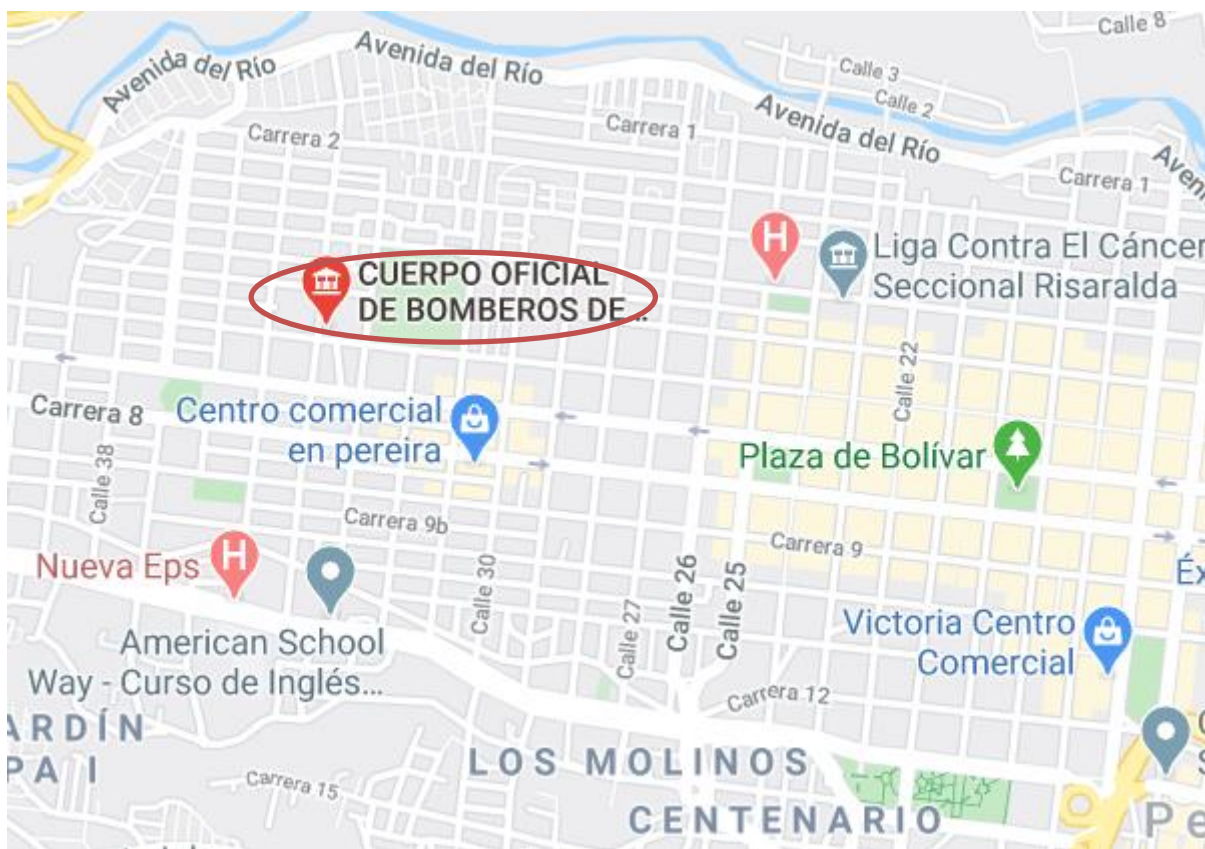 Calle 8
Avenida del Río
Avenida del Río
Calle 3
Calle 2
Avenida del Río
Carrera 2
Carrera 1
Carrera 1
H
Liga Contra El Cáncer
Seccional Risaralda
CUERPO OFICIAL
DE BOMBEROS DE...
Calle 22
Carrera 8
Centro comercial
en pereira
Plaza de Bolívar
Calle 38
Carrera 9b
Carrera 9
Nueva Eps
H
Calle 30
Calle 27
Calle 26
Calle 25
Éx
American School
Way - Curso de Inglés...
Victoria Centro
Comercial
Carrera 12
ARDÍN
PA I
Carrera 15
LOS MOLINOS
CENTENARIO
Pe